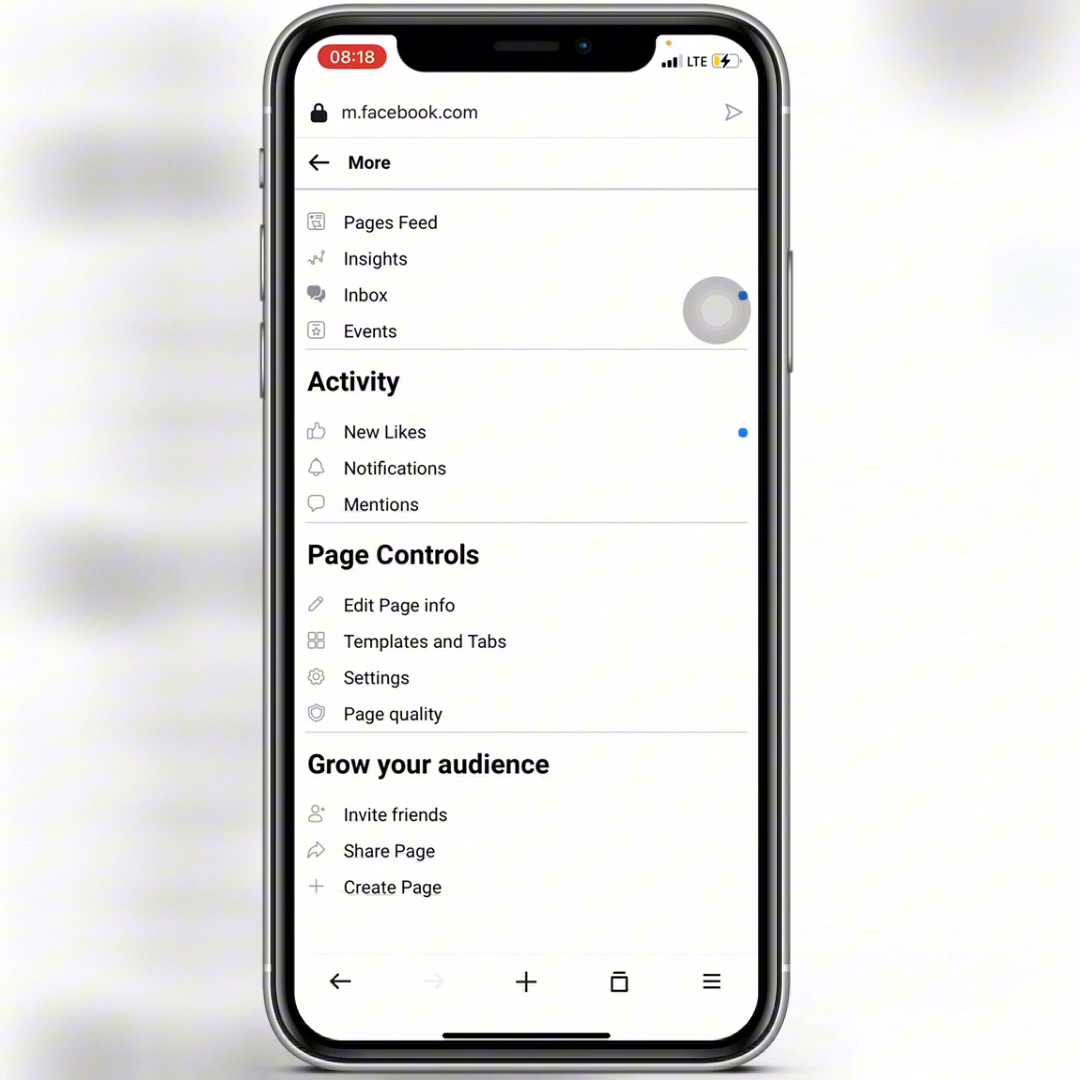 08:18
LTE
m.facebook.com
More
Pages Feed
Insights
Inbox
Events
Activity
New Likes
Notifications
Mentions
Page Controls
Edit Page info
Templates and Tabs
Settings
Page quality
Grow your audience
Invite friends
Share Page
Create Page